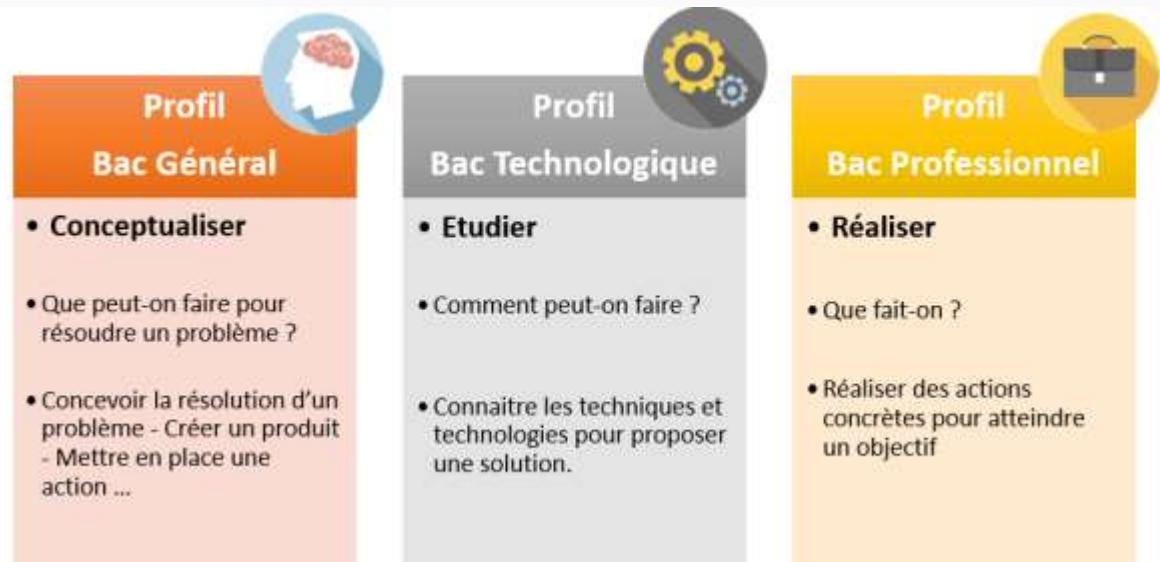 Profil
Bac Général
• Conceptualiser
• Que peut-on faire pour
résoudre un problème ?
• Concevoir la résolution d'un
problème - Créer un produit
- Mettre en place une
action ...
Profil
Bac Technologique
• Etudier
• Comment peut-on faire ?
• Connaitre les techniques et
technologies pour proposer
une solution.
Profil
Bac Professionnel
• Réaliser
• Que fait-on ?
• Réaliser des actions
concrètes pour atteindre
un objectif